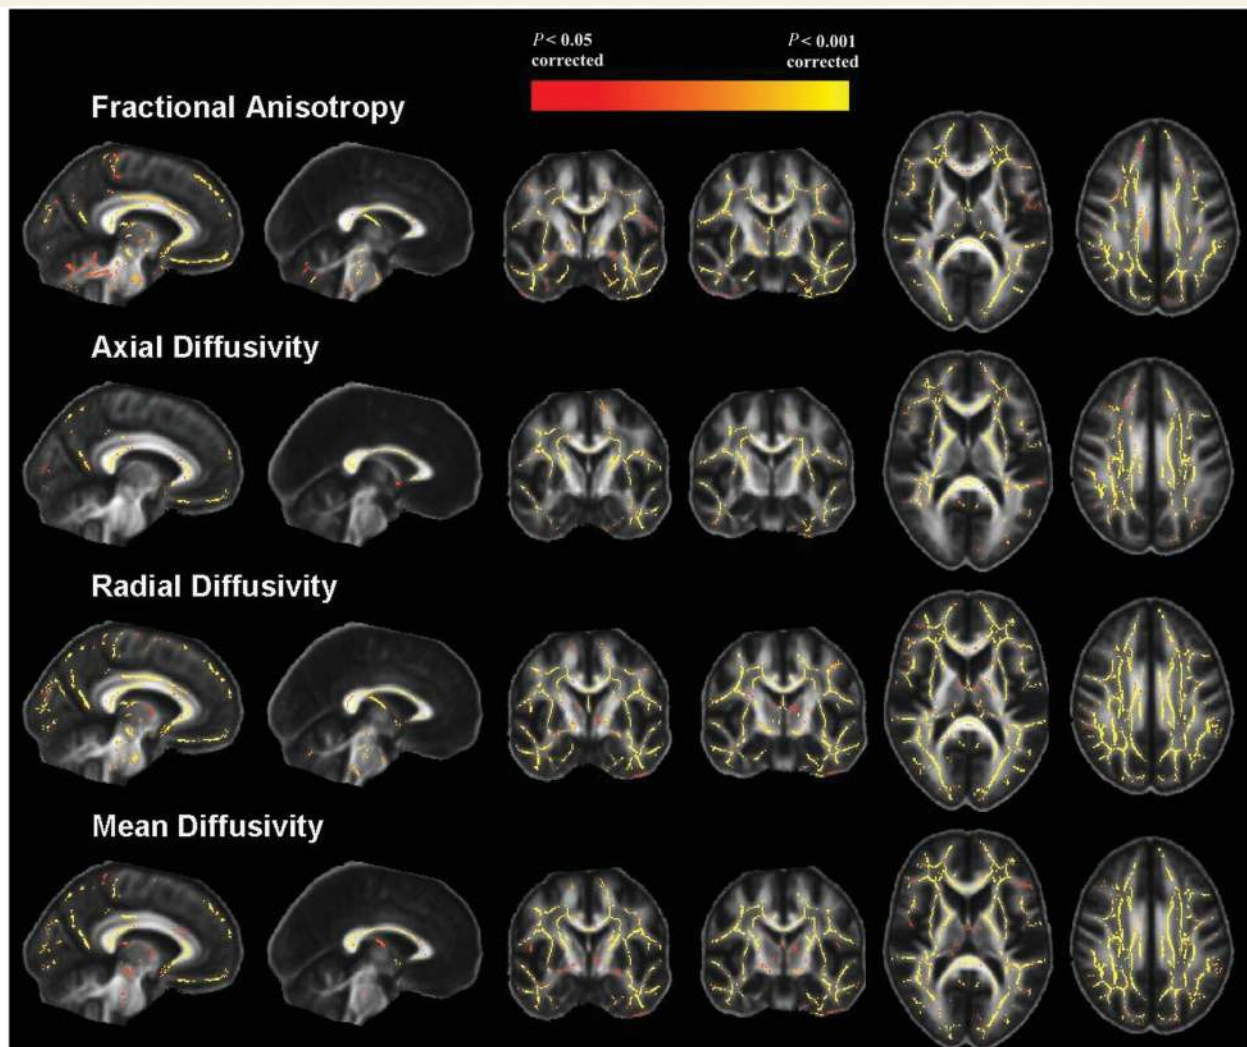 P < 0.05
corrected
P < 0.001
corrected
Fractional Anisotropy
Axial Diffusivity
Radial Diffusivity
Mean Diffusivity